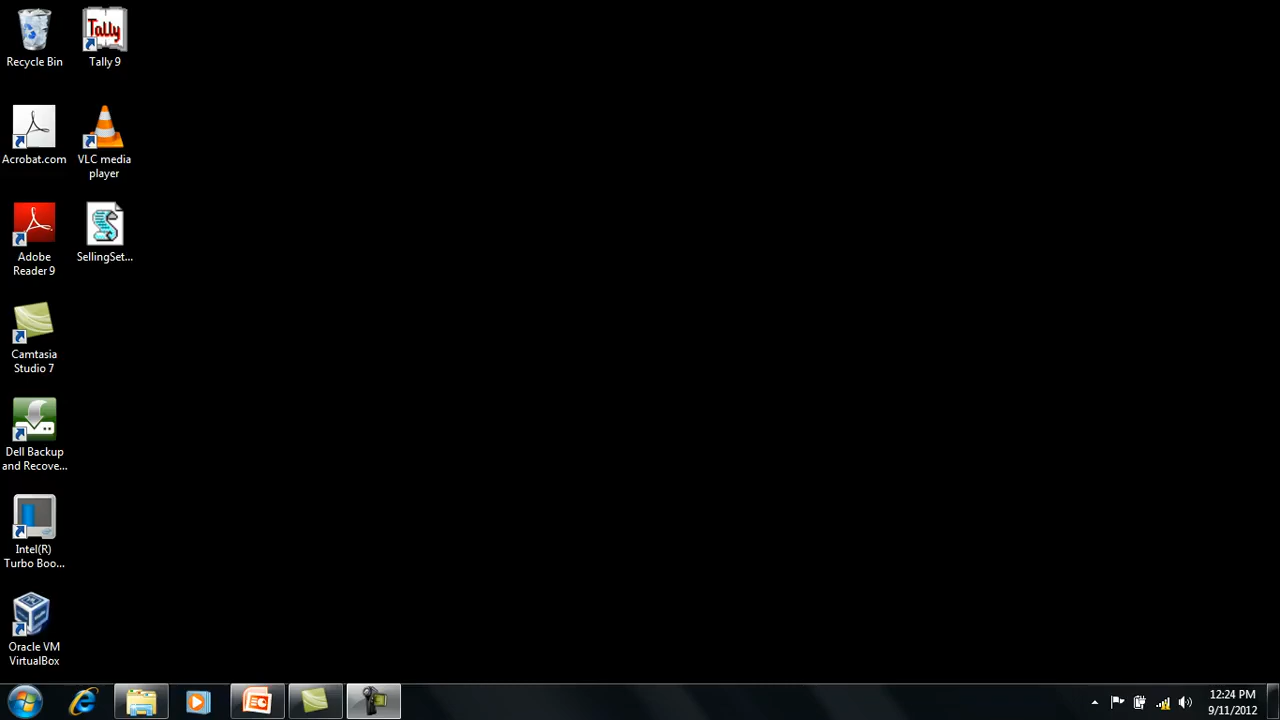 Recycle Bin
Tally
Tally 9
Acrobat.com
VLC media
player
Adobe
Reader 9
SellingSet...
Camtasia
Studio 7
Dell Backup
and Recove...
Intel(R)
Turbo Boo...
Oracle VM
VirtualBox
12:24 PM
9/11/2012